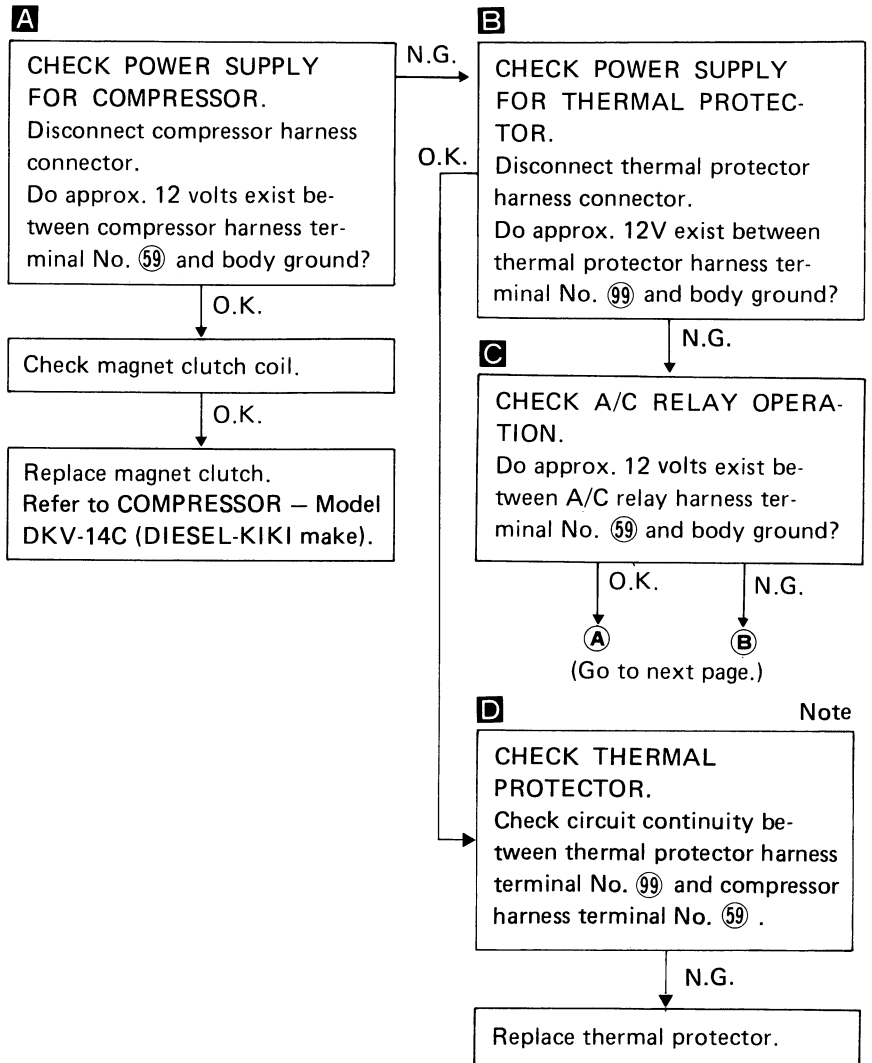 A
CHECK POWER SUPPLY
FOR COMPRESSOR.
Disconnect compressor harness
connector.
Do approx. 12 volts exist be-
tween compressor harness ter-
minal No. 59 and body ground?
O.K.
Check magnet clutch coil.
O.K.
Replace magnet clutch.
Refer to COMPRESSOR — Model
DKV-14C (DIESEL-KIKI make).
N.G.
B
CHECK POWER SUPPLY
FOR THERMAL PROTEC-
TOR.
Disconnect thermal protector
harness connector.
Do approx. 12V exist between
thermal protector harness ter-
minal No. 99 and body ground?
O.K.
N.G.
C
CHECK A/C RELAY OPERA-
TION.
Do approx. 12 volts exist be-
tween A/C relay harness ter-
minal No. 59 and body ground?
O.K.
N.G.
A
B
(Go to next page.)
D
Note
CHECK THERMAL
PROTECTOR.
Check circuit continuity be-
tween thermal protector harness
terminal No. 99 and compressor
harness terminal No. 59 .
N.G.
Replace thermal protector.